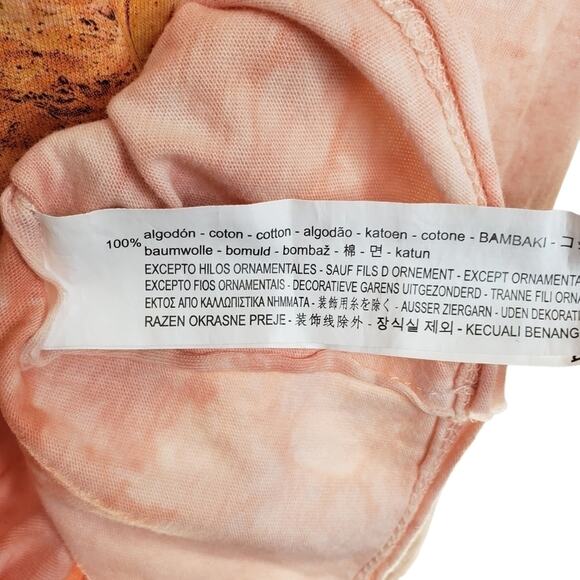 100% algodón - coton - cotton - algodão - katoen - cotone - BAMBAKI - コ
baumwolle - bomuld - bombaž - 棉 - 면 - katun
EXCEPTO HILOS ORNAMENTALES - SAUF FILS D ORNEMENT - EXCEPT ORNAMENTA
EXCEPTO FIOS ORNAMENTAIS - DECORATIEVE GARENS UITGEZONDERD - TRANNE FILI ORNA
ΕΚΤΟΣ ΑΠΟ ΚΑΛΛΩΠΙΣΤΙΚΑ ΝΗΜΜΑΤΑ - 装飾用糸を除く - AUSSER ZIERGARN - UDEN DEKORATI
RAZEN OKRASNE PREJE - 装饰线除外 - 장식실 제외 - KECUALI BENANG